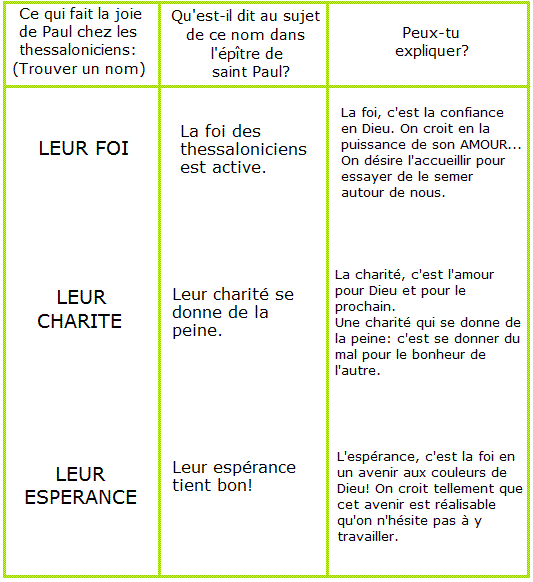 Ce qui fait la joie
de Paul chez les
thessaloniciens:
(Trouver un nom)
Qu'est-il dit au sujet
de ce nom dans
l'épître de
saint Paul?
Peux-tu
expliquer?
LEUR FOI
La foi des
thessaloniciens
est active.
La foi, c'est la confiance
en Dieu. On croit en la
puissance de son AMOUR...
On désire l'accueillir pour
essayer de le semer
autour de nous.
LEUR
CHARITE
Leur charité se
donne de la
peine.
La charité, c'est l'amour
pour Dieu et pour le
prochain.
Une charité qui se donne de
la peine: c'est se donner du
mal pour le bonheur de
l'autre.
LEUR
ESPERANCE
Leur espérance
tient bon!
L'espérance, c'est la foi en
un avenir aux couleurs de
Dieu! On croit tellement que
cet avenir est réalisable
qu'on n'hésite pas à y
travailler.